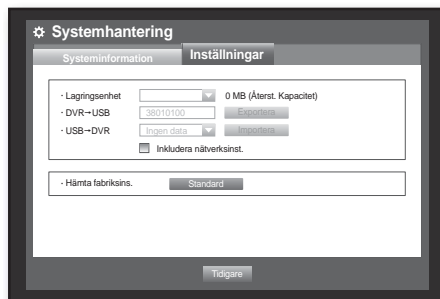 Systemhantering
Systeminformation Inställningar
· Lagringsenhet 0 MB (Återst. Kapacitet)
· DVR→USB 38010100 Exportera
· USB→DVR Ingen data Importera
Inkludera nätverksinst.
· Hämta fabriksins. Standard
Tidigare